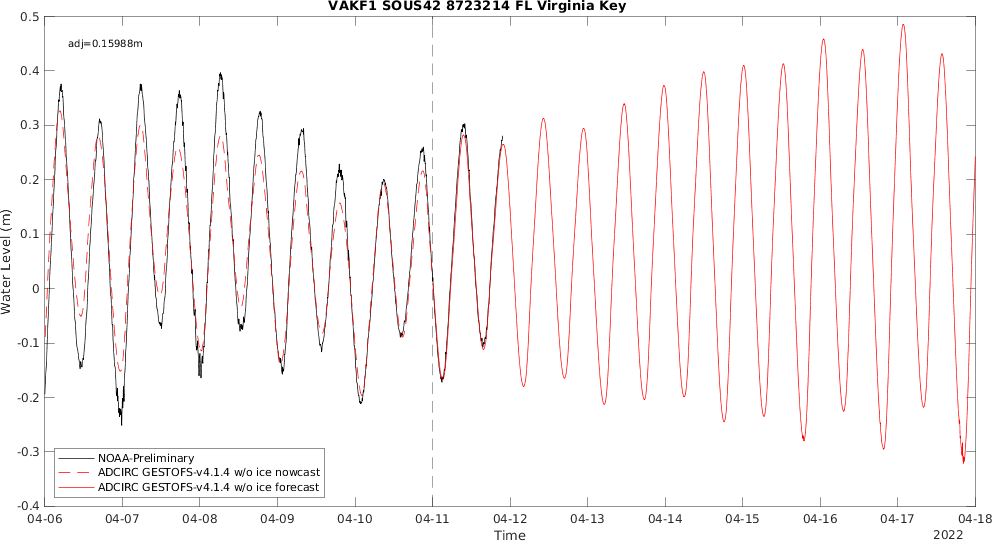 VAKF1 SOUS42 8723214 FL Virginia Key
adj=0.15988m
0.5
0.4
0.3
0.2
0.1
0
-0.1
-0.2
-0.3
-0.4
Water Level (m)
NOAA-Preliminary
ADCIRC GESTOFS-v4.1.4 w/o ice nowcast
ADCIRC GESTOFS-v4.1.4 w/o ice forecast
04-06 04-07 04-08 04-09 04-10 04-11 04-12 04-13 04-14 04-15 04-16 04-17 04-18
Time
2022